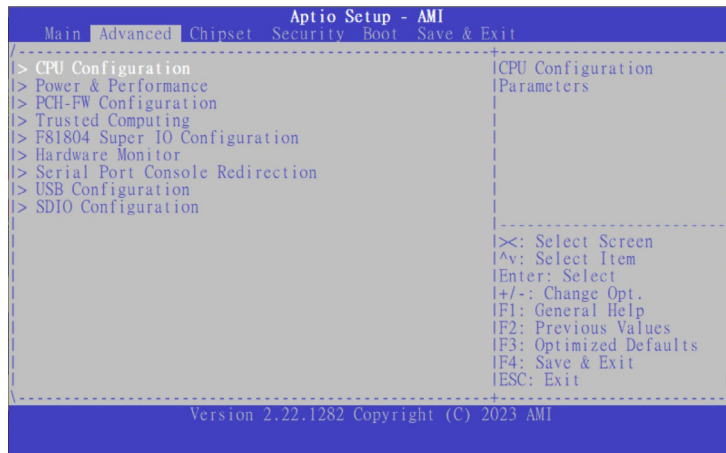 Aptio Setup - AMI
Main Advanced Chipset Security Boot Save & Exit
> CPU Configuration
> Power & Performance
> PCH-FW Configuration
> Trusted Computing
> F81804 Super IO Configuration
> Hardware Monitor
> Serial Port Console Redirection
> USB Configuration
> SDIO Configuration
CPU Configuration
Parameters
><: Select Screen
^v: Select Item
Enter: Select
+/-: Change Opt.
F1: General Help
F2: Previous Values
F3: Optimized Defaults
F4: Save & Exit
ESC: Exit
Version 2.22.1282 Copyright (C) 2023 AMI